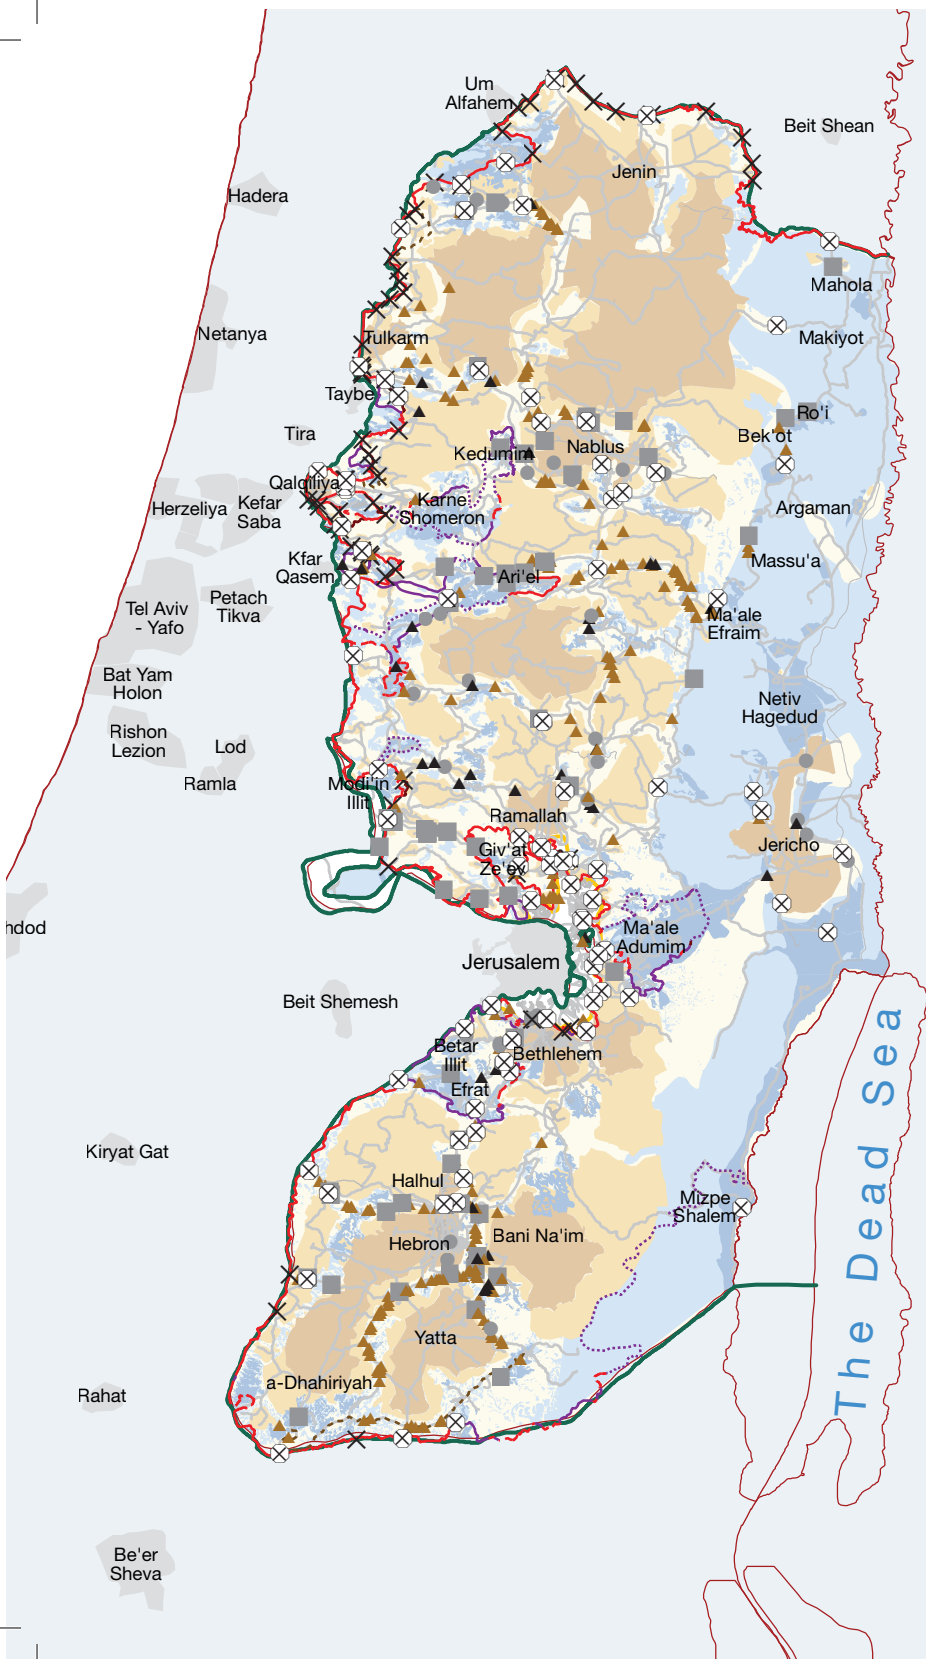 Um
Alfahem
Beit Shean
Jenin
Hadera
Mahola
Netanya
Tulkarm
Makiyot
Taybe
Ro'i
Tira
Bek'ot
Kedumim
Nablus
Qalqiliya
Herzeliya
Kefar
Saba
Karne
Shomeron
Argaman
Kfar
Qasem
Massu'a
Ari'el
Tel Aviv
- Yafo
Petach
Tikva
Ma'ale
Efraim
Bat Yam
Holon
Netiv
Hagedud
Rishon
Lezion
Lod
Ramla
Modi'in
Illit
Ramallah
Giv'at
Ze'ev
Jericho
hdod
Ma'ale
Adumim
Jerusalem
Beit Shemesh
Betar
Illit
Bethlehem
Efrat
The Dead Sea
Kiryat Gat
Halhul
Mizpe
Shalem
Hebron
Bani Na'im
Yatta
a-Dhahiriyah
Rahat
Be'er
Sheva